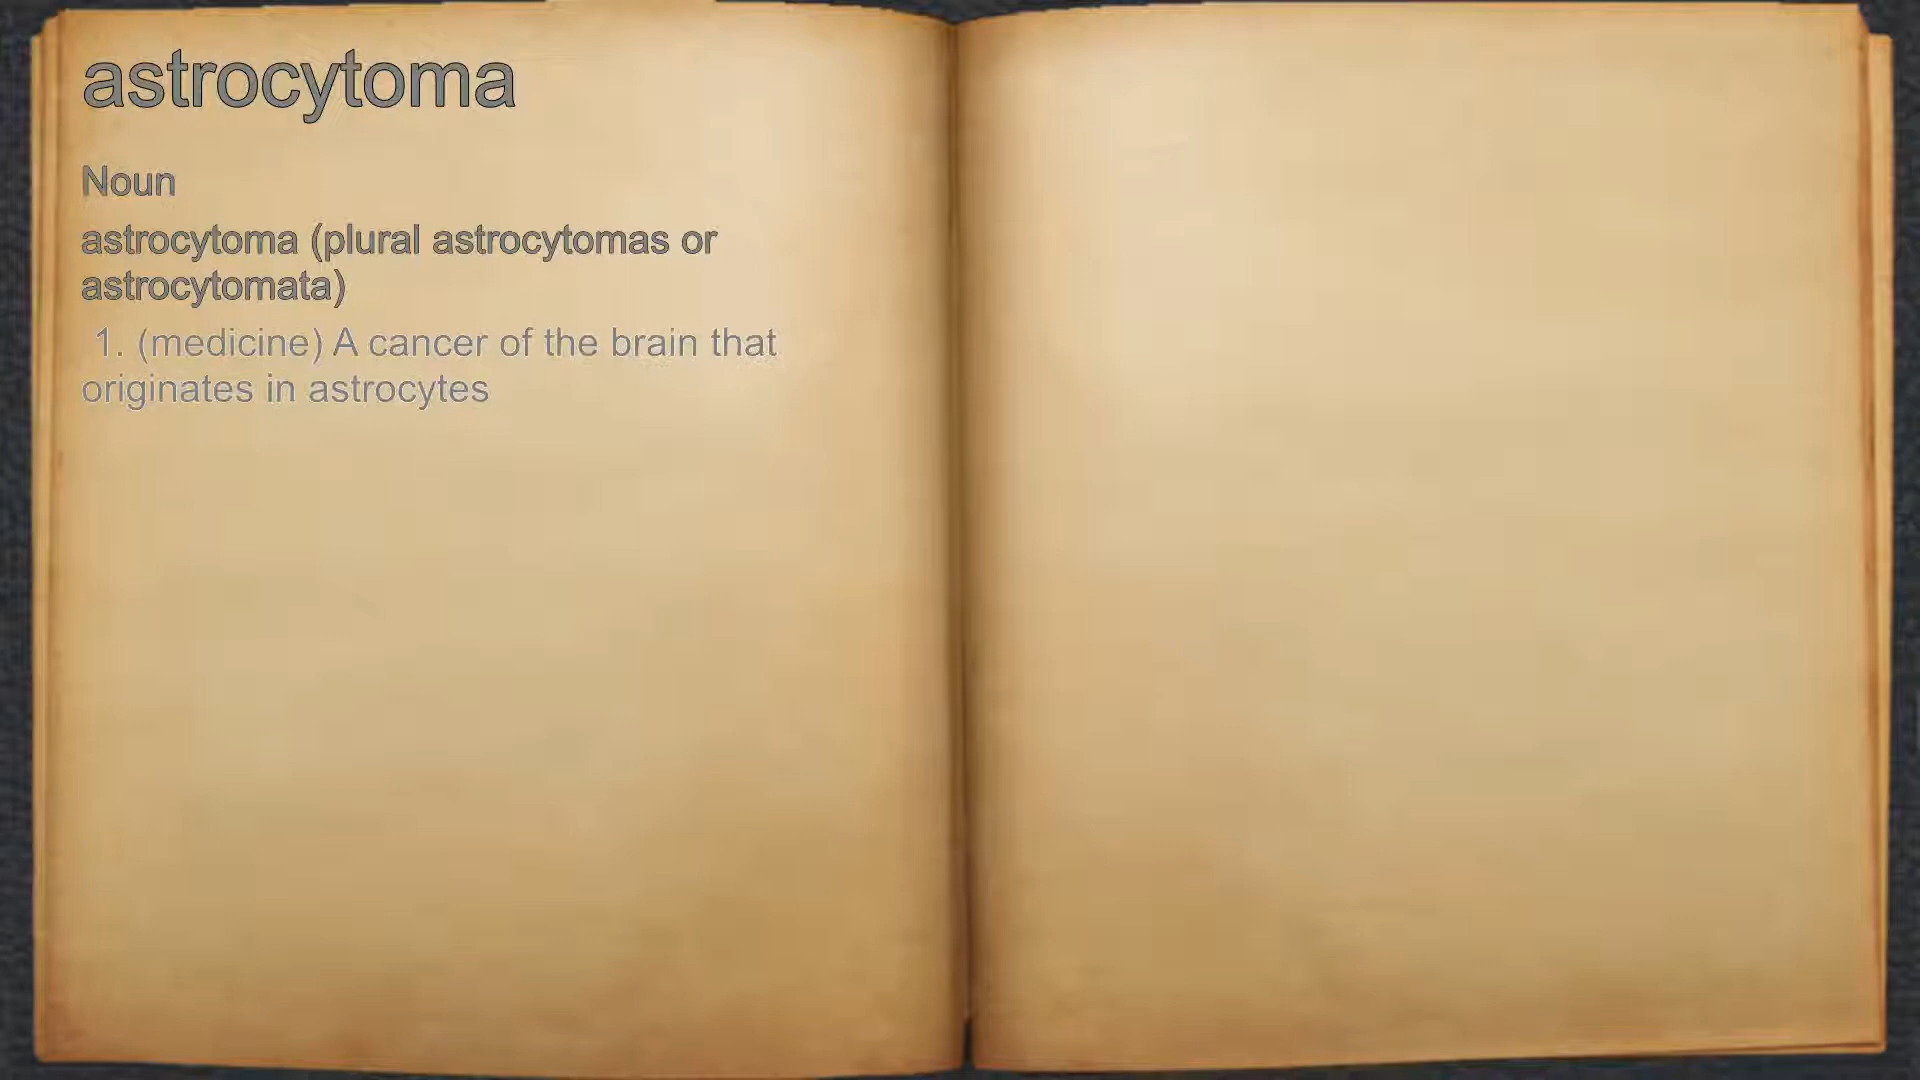 astrocytoma
Noun
astrocytoma (plural astrocytomas or
astrocytomata)
1. (medicine) A cancer of the brain that
originates in astrocytes